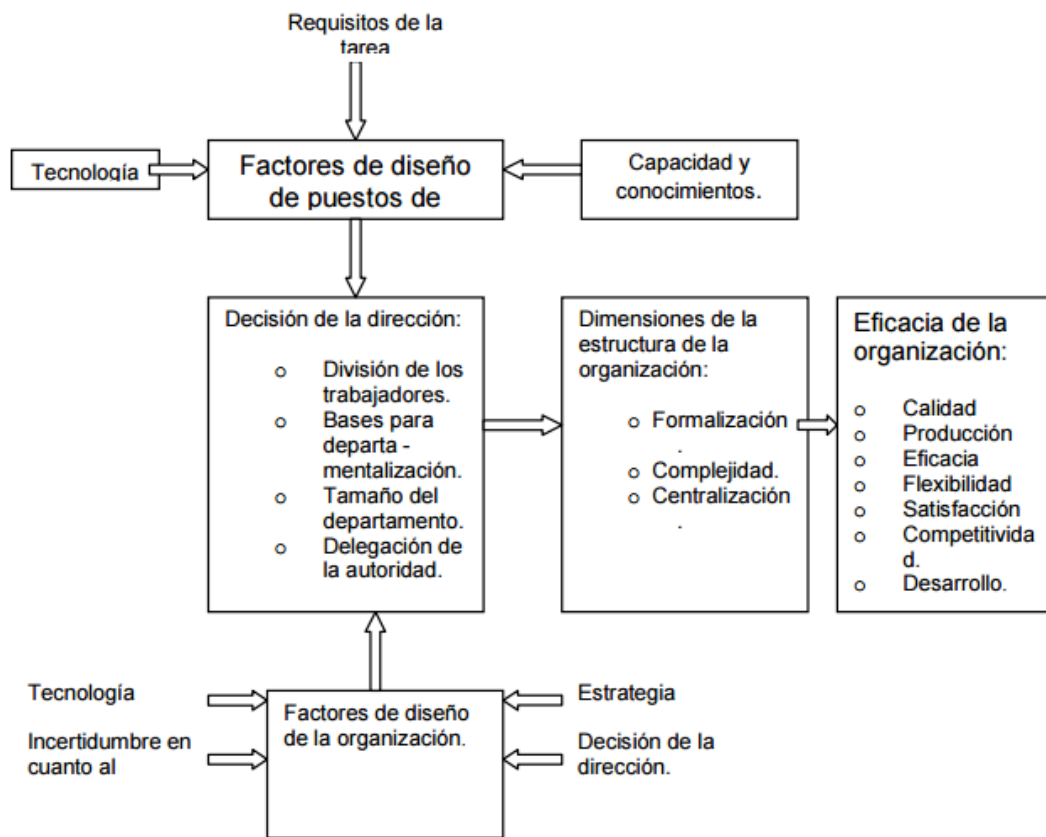 Requisitos de la
tarea
Tecnología
Factores de diseño
de puestos de
Capacidad y
conocimientos.
Decisión de la dirección:
o División de los
trabajadores.
o Bases para
departa -
mentalización.
o Tamaño del
departamento.
o Delegación de
la autoridad.
Dimensiones de la
estructura de la
organización:
o Formalización
.
o Complejidad.
o Centralización
.
Eficacia de la
organización:
o Calidad
o Producción
o Eficacia
o Flexibilidad
o Satisfacción
o Competitivida
d.
o Desarrollo.
Tecnología
Incertidumbre en
cuanto al
Factores de diseño
de la organización.
Estrategia
Decisión de la
dirección.